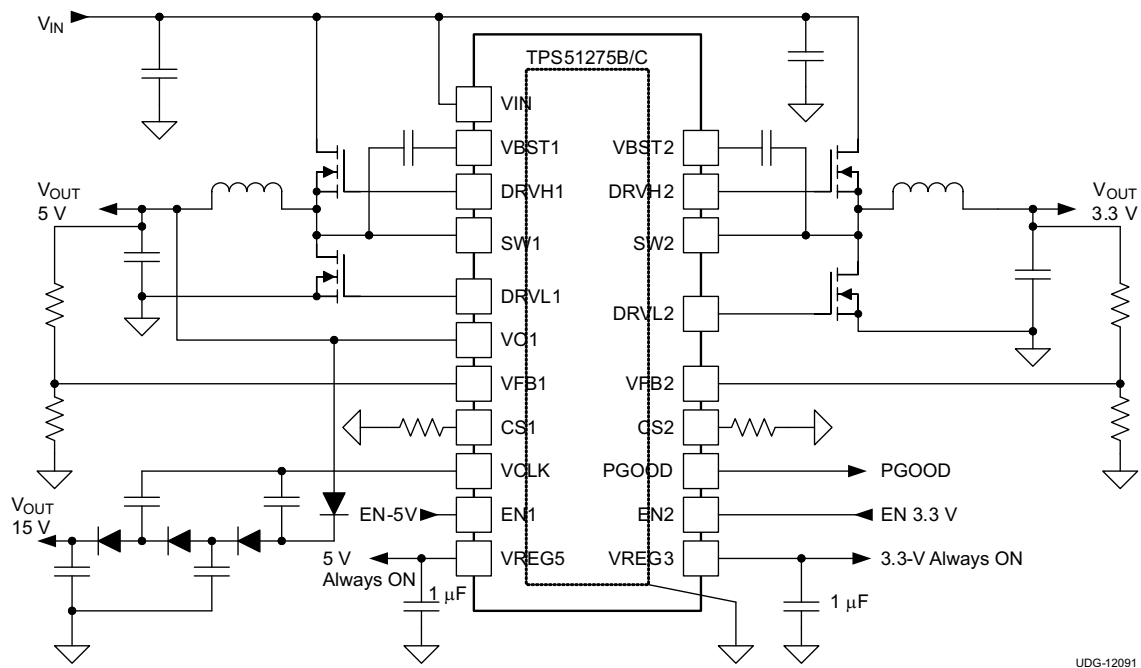 VIN
TPS51275B/C
VIN
VBST1
VBST2
DRVH1
DRVH2
VOUT
5 V
VOUT
3.3 V
SW1
SW2
DRVL1
DRVL2
VO1
VFB1
VFB2
CS1
CS2
VCLK
PGOOD
PGOOD
VOUT
15 V
EN-5V
EN1
EN2
EN 3.3 V
5 V
Always ON
VREG5
VREG3
3.3-V Always ON
1 μF
1 μF
UDG-12091